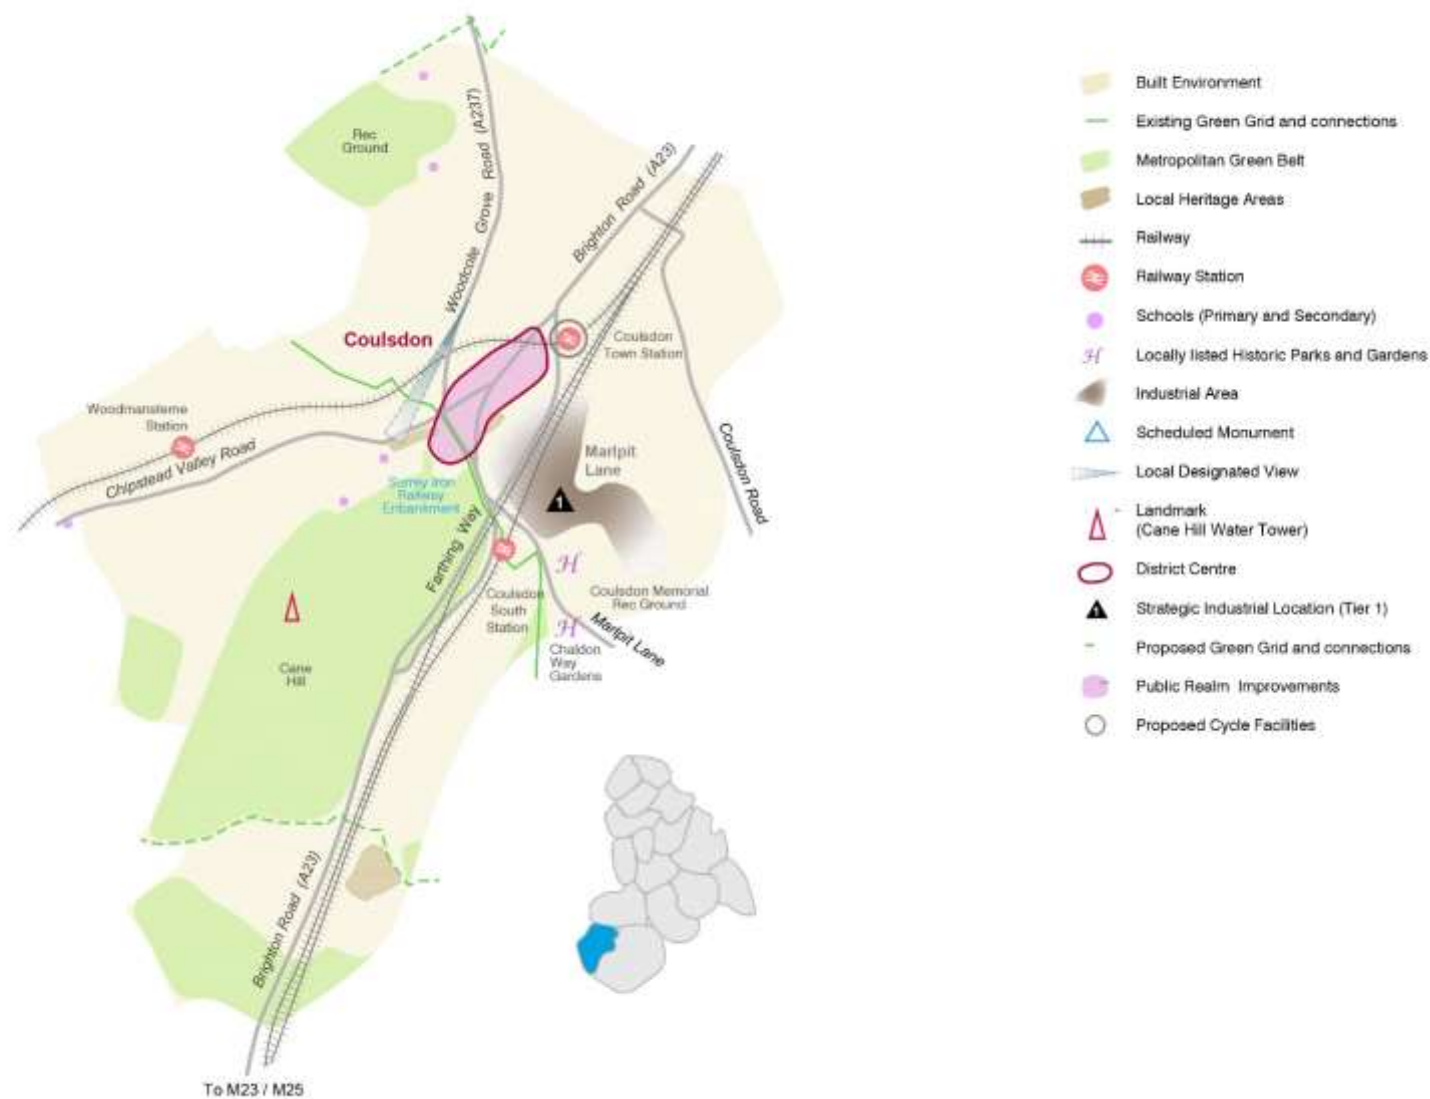 Rec
Ground
Woodcote Grove Road (A237)
Brighton Road (A23)
Coulsdon
Coulsdon
Town Station
Woodmansterne
Station
Chipstead Valley Road
Marlpit
Lane
Coulsdon Road
Surrey Iron
Railway
Embankment
1
Farthing Way
H
Coulsdon Memorial
Rec Ground
Coulsdon
South
Station
H
Marlpit Lane
Chaldon
Way
Gardens
Cane
Hill
Brighton Road (A23)
To M23 / M25
Built Environment
Existing Green Grid and connections
Metropolitan Green Belt
Local Heritage Areas
Railway
Railway Station
Schools (Primary and Secondary)
H Locally listed Historic Parks and Gardens
Industrial Area
Scheduled Monument
Local Designated View
Landmark
(Cane Hill Water Tower)
District Centre
1 Strategic Industrial Location (Tier 1)
Proposed Green Grid and connections
Public Realm Improvements
Proposed Cycle Facilities